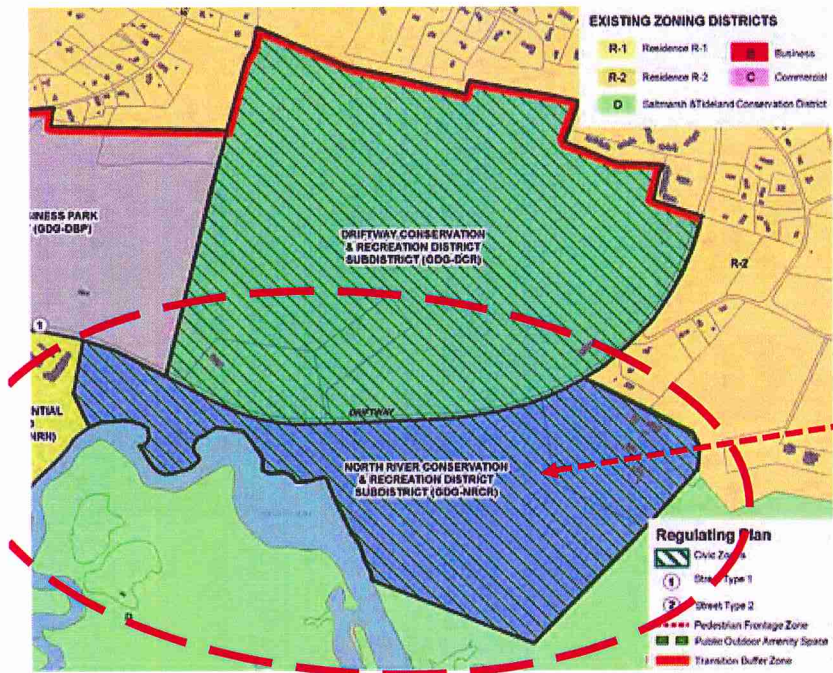 EXISTING ZONING DISTRICTS
R-1 Residence R-1
B Business
R-2 Residence R-2
C Commercial
D Saltmarsh & Tideland Conservation District
SINESS PARK
(GDG-DBP)
DRIFTWAY CONSERVATION
& RECREATION DISTRICT
SUBDISTRICT (GDG-DCR)
R-2
1
NTIAL
NRH)
DRIFTWAY
NORTH RIVER CONSERVATION
& RECREATION DISTRICT
SUBDISTRICT (GDG-NRCR)
D
Regulating Plan
Civic Zones
1 Street Type 1
2 Street Type 2
Pedestrian Frontage Zone
Public Outdoor Amenity Space
Transition Buffer Zone